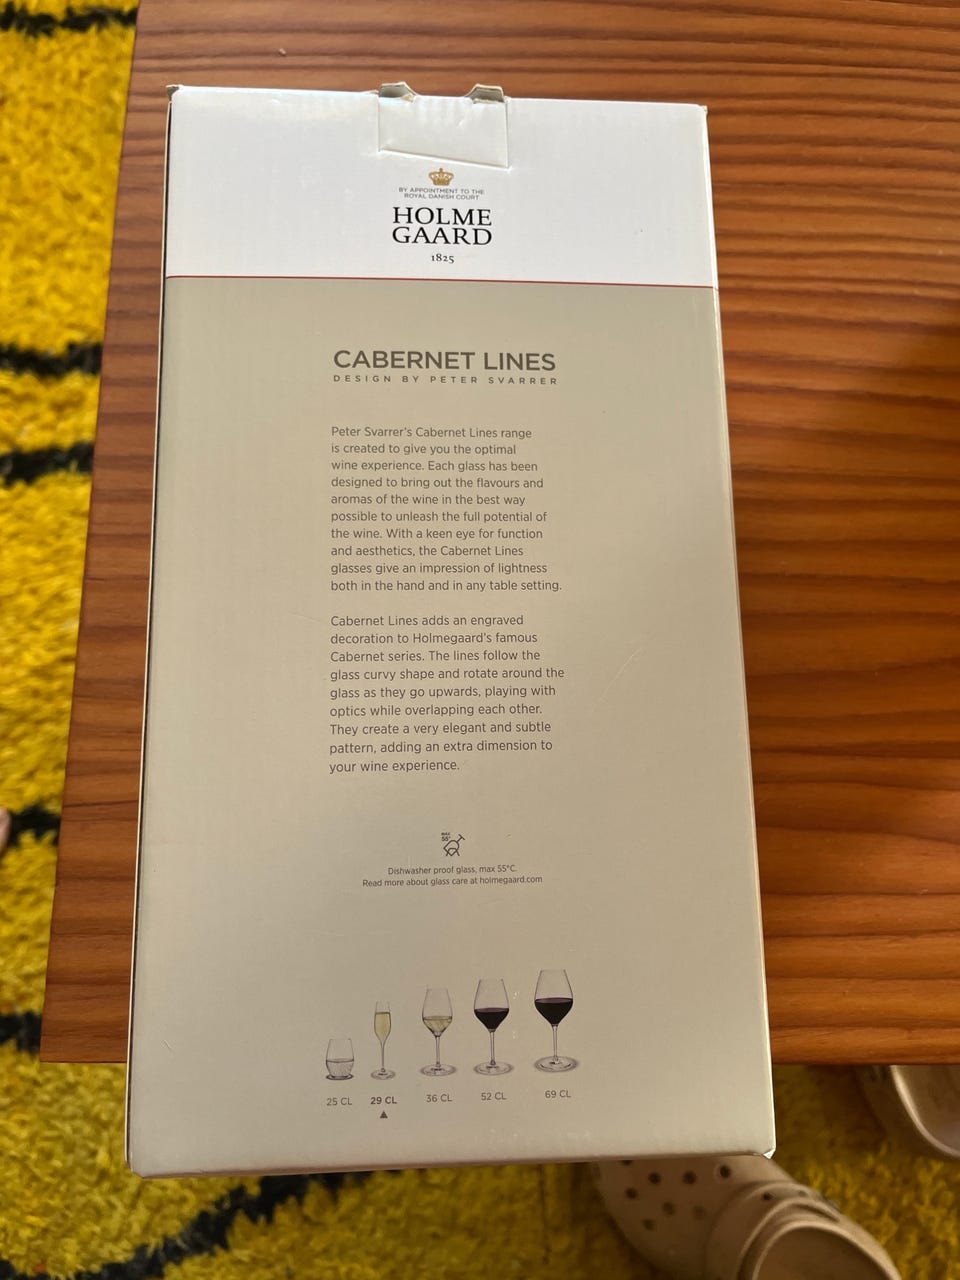 BY APPOINTMENT TO THE
ROYAL DANISH COURT
HOLME
GAARD
1825
CABERNET LINES
DESIGN BY PETER SVARRER
Peter Svarrer's Cabernet Lines range
is created to give you the optimal
wine experience. Each glass has been
designed to bring out the flavours and
aromas of the wine in the best way
possible to unleash the full potential of
the wine. With a keen eye for function
and aesthetics, the Cabernet Lines
glasses give an impression of lightness
both in the hand and in any table setting.
Cabernet Lines adds an engraved
decoration to Holmegaard's famous
Cabernet series. The lines follow the
glass curvy shape and rotate around the
glass as they go upwards, playing with
optics while overlapping each other.
They create a very elegant and subtle
pattern, adding an extra dimension to
your wine experience.
MAX
55°
Dishwasher proof glass, max 55°C.
Read more about glass care at holmegaard.com
25 CL 29 CL 36 CL 52 CL 69 CL